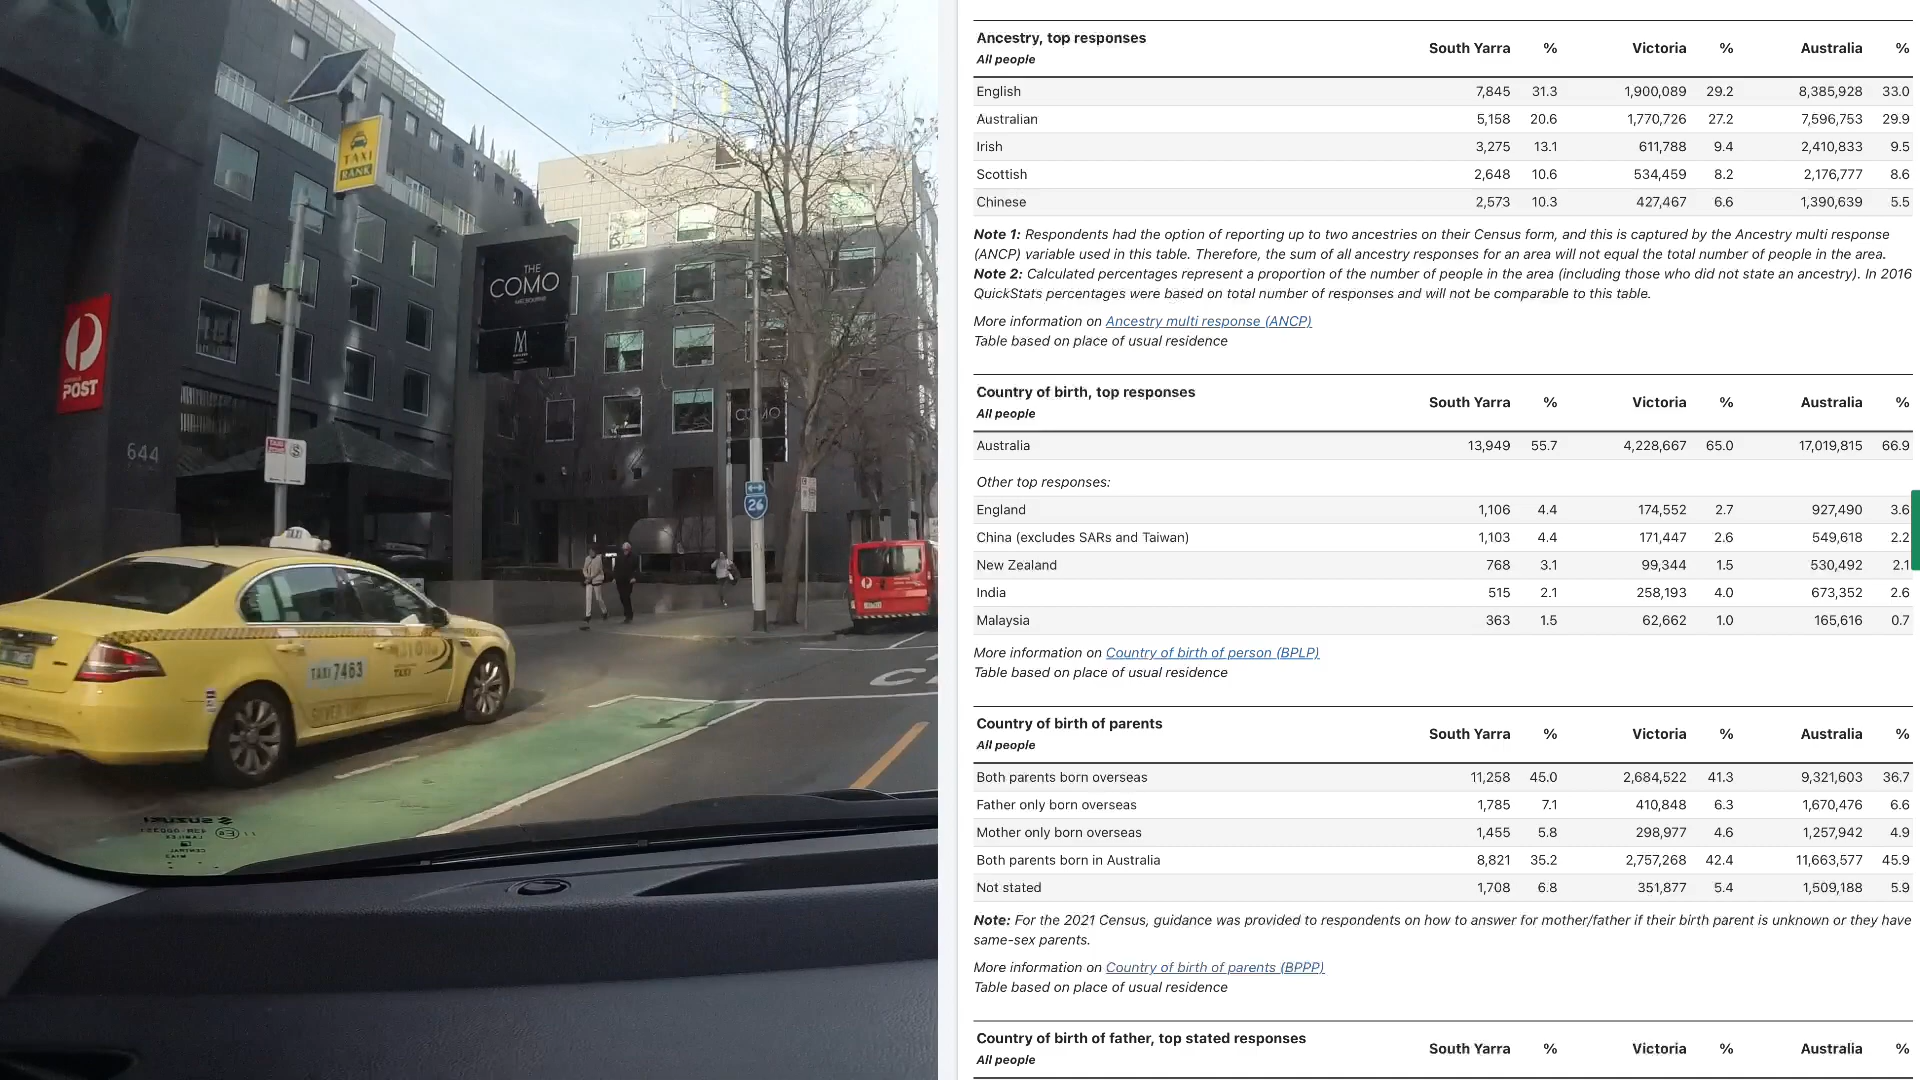 TAXI
RANK
THE
COMO
MELBOURNE
POST
COMO
644
26
TAXI
TAXI 7463
TAXI
SILVER TOP
SUZUKI
Ancestry, top responses
All people
South Yarra % Victoria % Australia %
English 7,845 31.3 1,900,089 29.2 8,385,928 33.0
Australian 5,158 20.6 1,770,726 27.2 7,596,753 29.9
Irish 3,275 13.1 611,788 9.4 2,410,833 9.5
Scottish 2,648 10.6 534,459 8.2 2,176,777 8.6
Chinese 2,573 10.3 427,467 6.6 1,390,639 5.5
Note 1: Respondents had the option of reporting up to two ancestries on their Census form, and this is captured by the Ancestry multi response
(ANCP) variable used in this table. Therefore, the sum of all ancestry responses for an area will not equal the total number of people in the area.
Note 2: Calculated percentages represent a proportion of the number of people in the area (including those who did not state an ancestry). In 2016
QuickStats percentages were based on total number of responses and will not be comparable to this table.
More information on Ancestry multi response (ANCP)
Table based on place of usual residence
Country of birth, top responses
All people
South Yarra % Victoria % Australia %
Australia 13,949 55.7 4,228,667 65.0 17,019,815 66.9
Other top responses:
England 1,106 4.4 174,552 2.7 927,490 3.6
China (excludes SARs and Taiwan) 1,103 4.4 171,447 2.6 549,618 2.2
New Zealand 768 3.1 99,344 1.5 530,492 2.1
India 515 2.1 258,193 4.0 673,352 2.6
Malaysia 363 1.5 62,662 1.0 165,616 0.7
More information on Country of birth of person (BPLP)
Table based on place of usual residence
Country of birth of parents
All people
South Yarra % Victoria % Australia %
Both parents born overseas 11,258 45.0 2,684,522 41.3 9,321,603 36.7
Father only born overseas 1,785 7.1 410,848 6.3 1,670,476 6.6
Mother only born overseas 1,455 5.8 298,977 4.6 1,257,942 4.9
Both parents born in Australia 8,821 35.2 2,757,268 42.4 11,663,577 45.9
Not stated 1,708 6.8 351,877 5.4 1,509,188 5.9
Note: For the 2021 Census, guidance was provided to respondents on how to answer for mother/father if their birth parent is unknown or they have
same-sex parents.
More information on Country of birth of parents (BPPP)
Table based on place of usual residence
Country of birth of father, top stated responses
All people
South Yarra % Victoria % Australia %